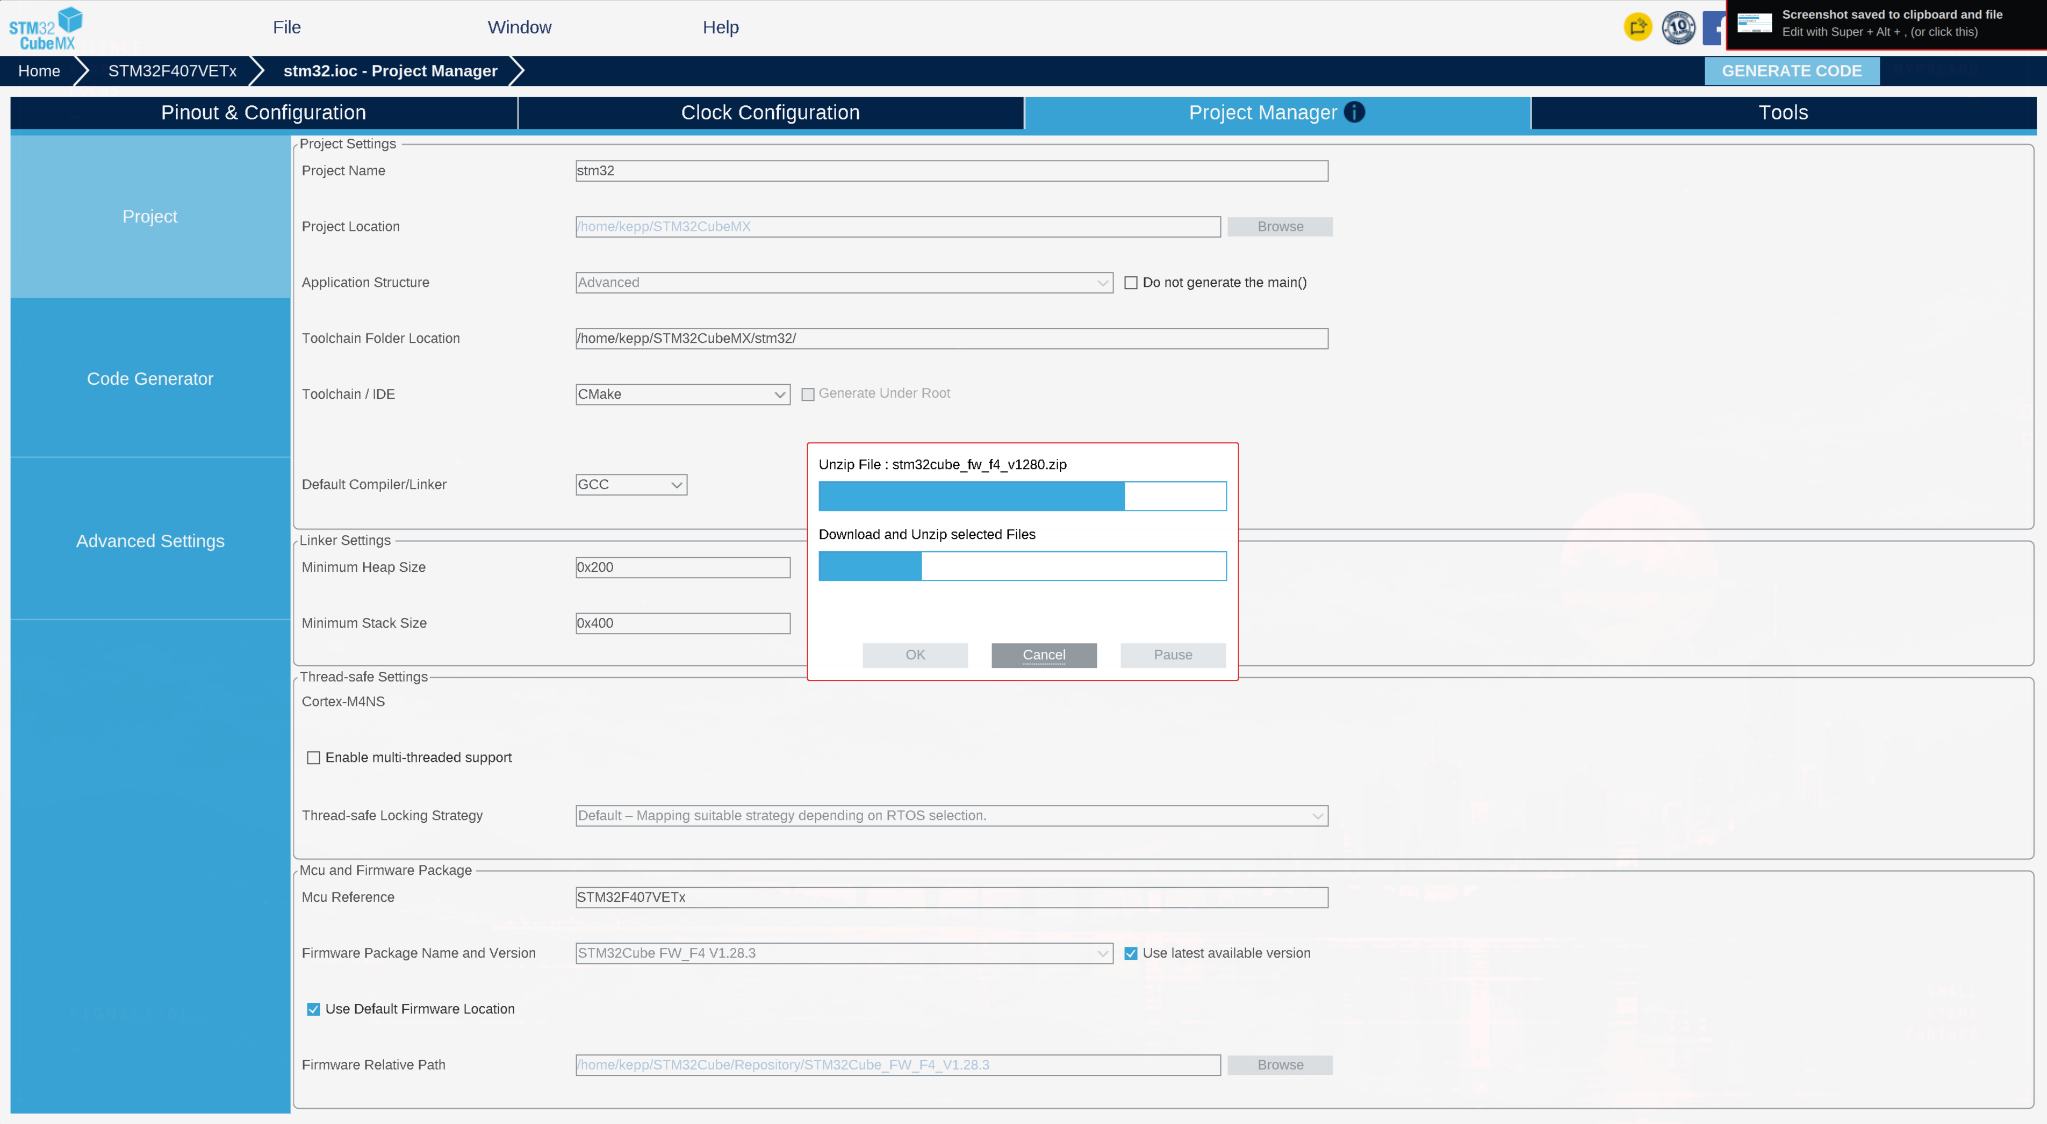 STM32
CubeMX
File
Window
Help
10
Screenshot saved to clipboard and file
Edit with Super + Alt + , (or click this)
Home
STM32F407VETx
stm32.ioc - Project Manager
GENERATE CODE
Pinout & Configuration
Clock Configuration
Project Manager
Tools
Project
Code Generator
Advanced Settings
Project Settings
Project Name
stm32
Project Location
/home/kepp/STM32CubeMX
Browse
Application Structure
Advanced
Do not generate the main()
Toolchain Folder Location
/home/kepp/STM32CubeMX/stm32/
Toolchain / IDE
CMake
Generate Under Root
Default Compiler/Linker
GCC
Unzip File : stm32cube_fw_f4_v1280.zip
Download and Unzip selected Files
OK
Cancel
Pause
Linker Settings
Minimum Heap Size
0x200
Minimum Stack Size
0x400
Thread-safe Settings
Cortex-M4NS
Enable multi-threaded support
Thread-safe Locking Strategy
Default – Mapping suitable strategy depending on RTOS selection.
Mcu and Firmware Package
Mcu Reference
STM32F407VETx
Firmware Package Name and Version
STM32Cube FW_F4 V1.28.3
Use latest available version
Use Default Firmware Location
Firmware Relative Path
/home/kepp/STM32Cube/Repository/STM32Cube_FW_F4_V1.28.3
Browse